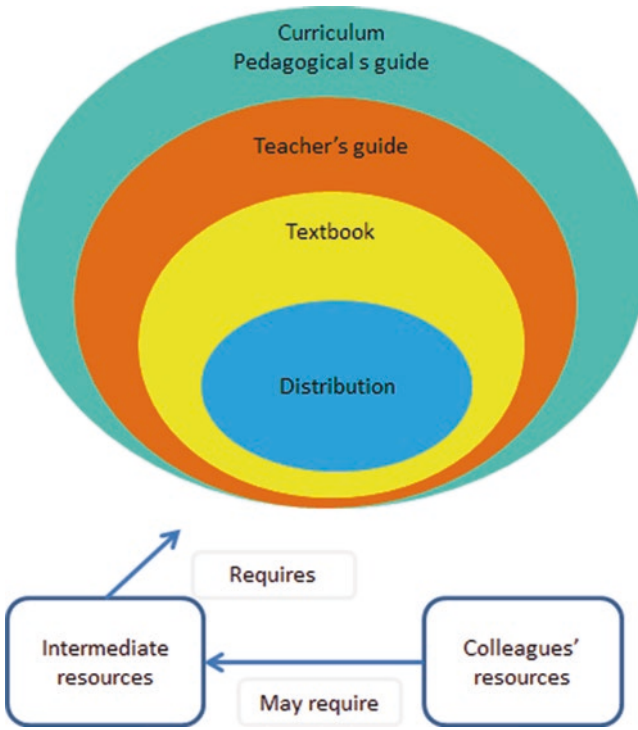 Curriculum
Pedagogical s guide
Teacher’s guide
Textbook
Distribution
Requires
Intermediate
resources
Colleagues’
resources
May require